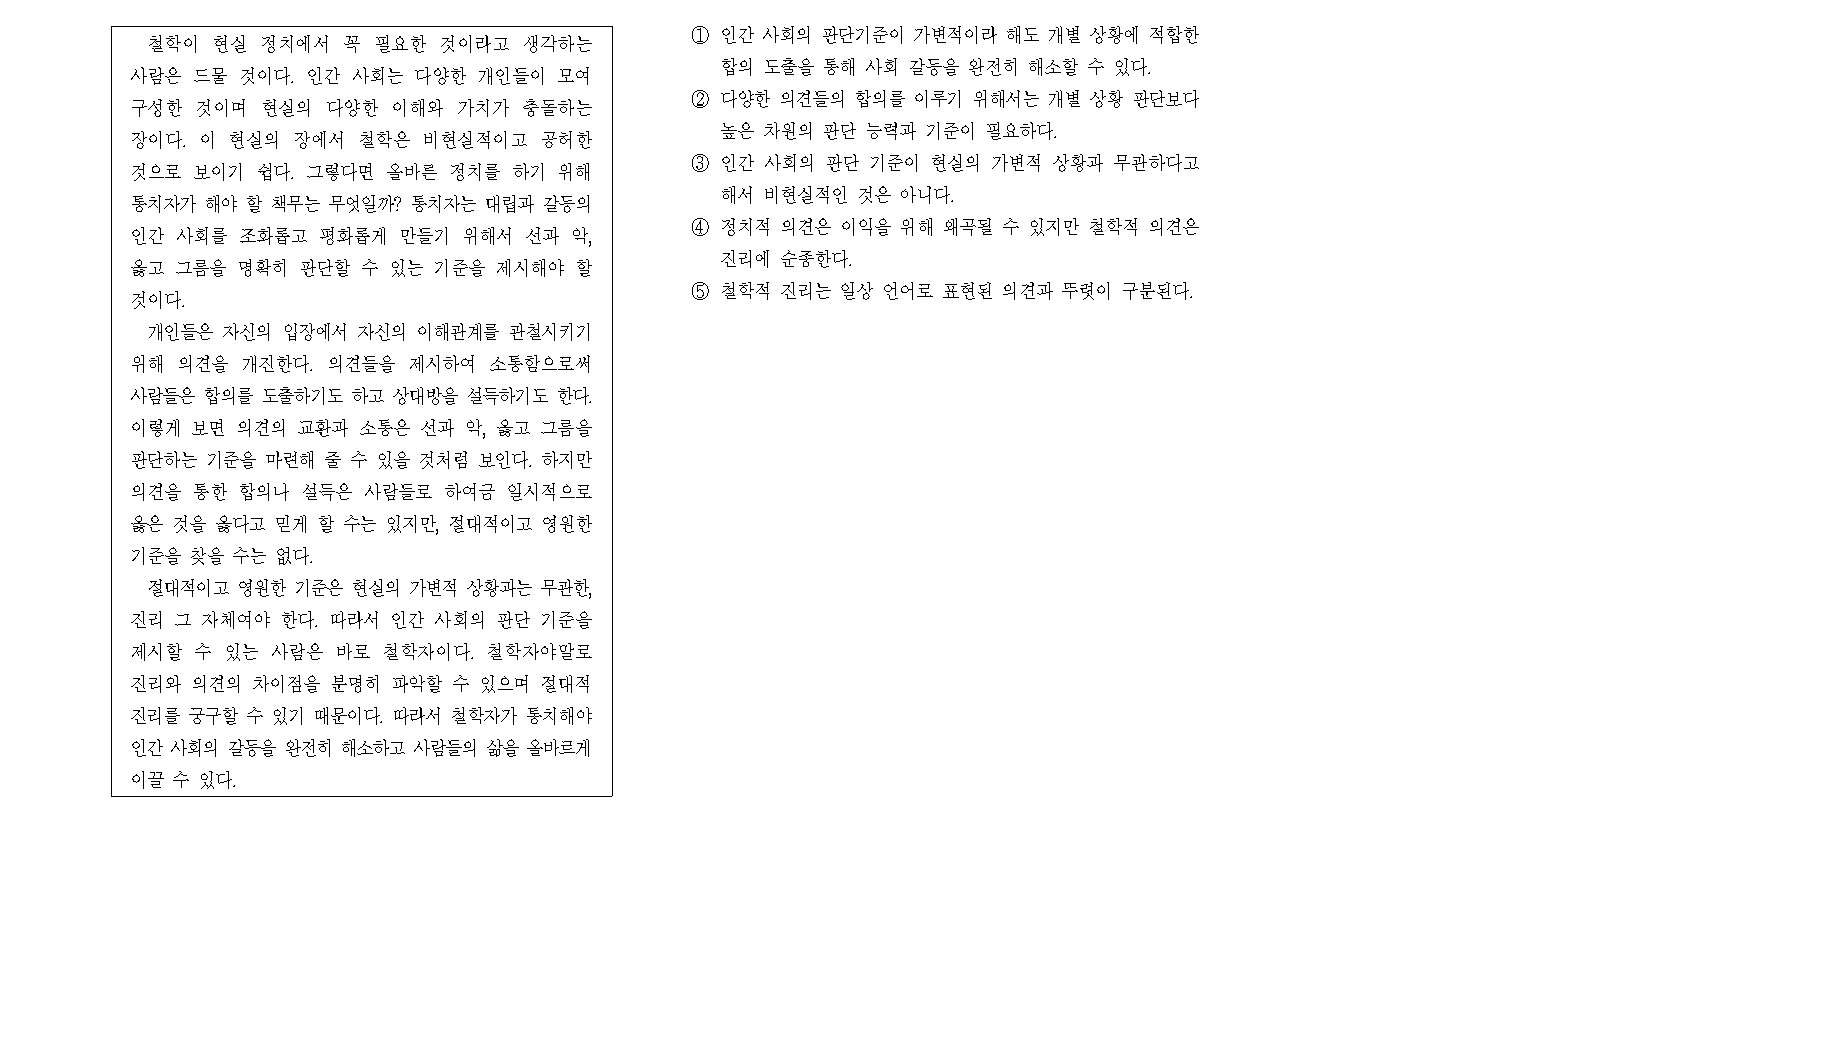 철학이 현실 정치에서 꼭 필요한 것이라고 생각하는
사람은 드물 것이다. 인간 사회는 다양한 개인들이 모여
구성한 것이며 현실의 다양한 이해와 가치가 충돌하는
장이다. 이 현실의 장에서 철학은 비현실적이고 공허한
것으로 보이기 쉽다. 그렇다면 올바른 정치를 하기 위해
통치자가 해야 할 책무는 무엇일까? 통치자는 대립과 갈등의
인간 사회를 조화롭고 평화롭게 만들기 위해서 선과 악,
옳고 그름을 명확히 판단할 수 있는 기준을 제시해야 할
것이다.
개인들은 자신의 입장에서 자신의 이해관계를 관철시키기
위해 의견을 개진한다. 의견들을 제시하여 소통함으로써
사람들은 합의를 도출하기도 하고 상대방을 설득하기도 한다.
이렇게 보면 의견의 교환과 소통은 선과 악, 옳고 그름을
판단하는 기준을 마련해 줄 수 있을 것처럼 보인다. 하지만
의견을 통한 합의나 설득은 사람들로 하여금 일시적으로
옳은 것을 옳다고 믿게 할 수는 있지만, 절대적이고 영원한
기준을 찾을 수는 없다.
절대적이고 영원한 기준은 현실의 가변적 상황과는 무관한,
진리 그 자체여야 한다. 따라서 인간 사회의 판단 기준을
제시할 수 있는 사람은 바로 철학자이다. 철학자야말로
진리와 의견의 차이점을 분명히 파악할 수 있으며 절대적
진리를 궁구할 수 있기 때문이다. 따라서 철학자가 통치해야
인간 사회의 갈등을 완전히 해소하고 사람들의 삶을 올바르게
이끌 수 있다.
① 인간 사회의 판단기준이 가변적이라 해도 개별 상황에 적합한
합의 도출을 통해 사회 갈등을 완전히 해소할 수 있다.
② 다양한 의견들의 합의를 이루기 위해서는 개별 상황 판단보다
높은 차원의 판단 능력과 기준이 필요하다.
③ 인간 사회의 판단 기준이 현실의 가변적 상황과 무관하다고
해서 비현실적인 것은 아니다.
④ 정치적 의견은 이익을 위해 왜곡될 수 있지만 철학적 의견은
진리에 순종한다.
⑤ 철학적 진리는 일상 언어로 표현된 의견과 뚜렷이 구분된다.